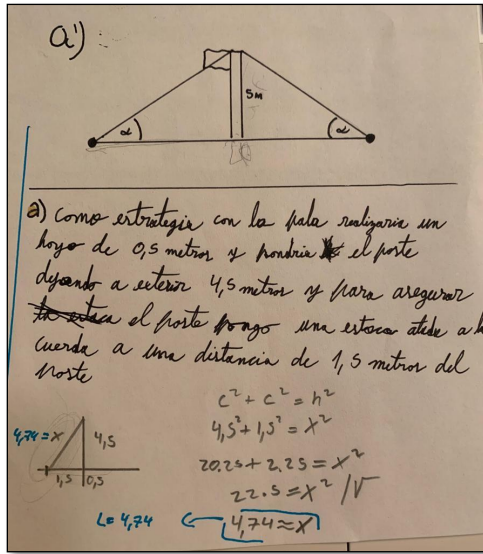 a')
5M
α
α
a) Como estrategia con la pala realizaria un
hoyo de 0,5 metros y pondria el poste
dejando a exterior 4,5 metros y para asegurar
el poste pongo una estaca atada a la
cuerda a una distancia de 1,5 metros del
poste
c² + c² = h²
4,5² + 1,5² = x²
20.25 + 2.25 = x²
22.5 = x² /√
4,74 ≈ x
L = 4,74
4,74 = x
4,5
1,5
0,5